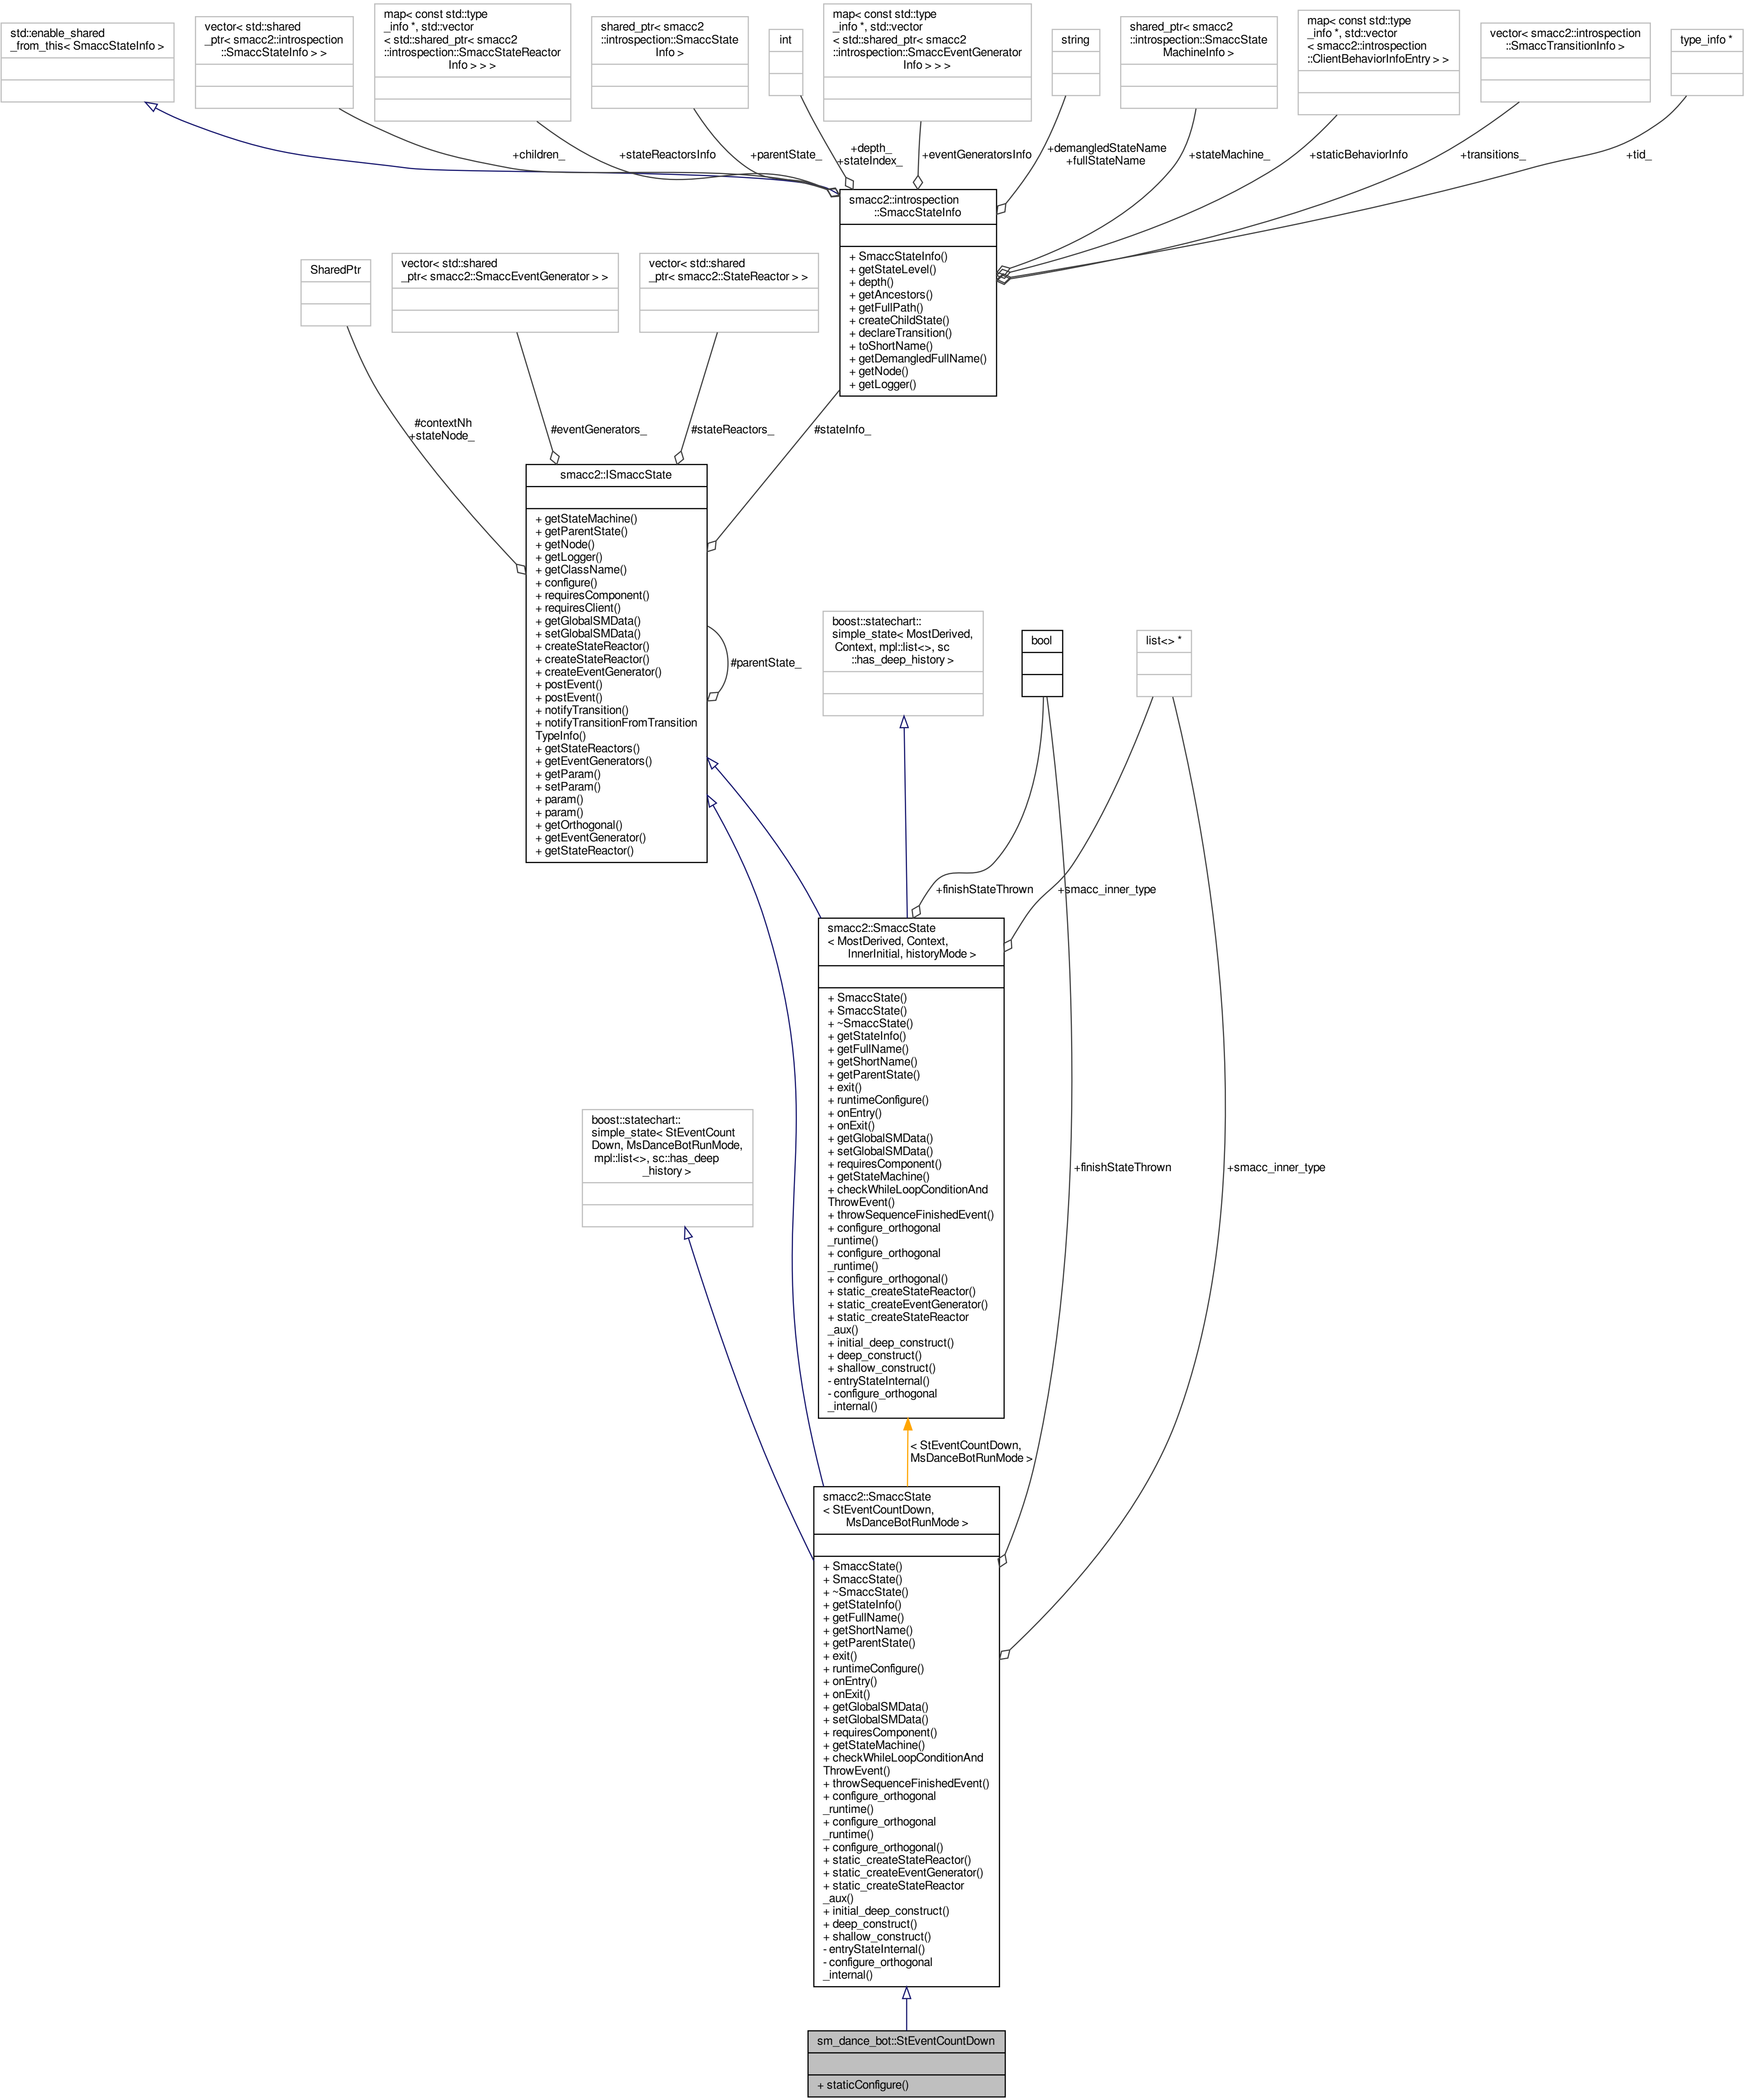 std::enable_shared
_from_this< SmaccStateInfo >
vector< std::shared
_ptr< smacc2::introspection
::SmaccStateInfo > >
map< const std::type
_info *, std::vector
< std::shared_ptr< smacc2
::introspection::SmaccStateReactor
Info > > >
shared_ptr< smacc2
::introspection::SmaccState
Info >
int
map< const std::type
_info *, std::vector
< std::shared_ptr< smacc2
::introspection::SmaccEventGenerator
Info > > >
string
shared_ptr< smacc2
::introspection::SmaccState
MachineInfo >
map< const std::type
_info *, std::vector
< smacc2::introspection
::ClientBehaviorInfoEntry > >
vector< smacc2::introspection
::SmaccTransitionInfo >
type_info *
+children_
+stateReactorsInfo
+parentState_
+depth_
+stateIndex_
+eventGeneratorsInfo
+demangledStateName
+fullStateName
+stateMachine_
+staticBehaviorInfo
+transitions_
+tid_
smacc2::introspection
::SmaccStateInfo
+ SmaccStateInfo()
+ getStateLevel()
+ depth()
+ getAncestors()
+ getFullPath()
+ createChildState()
+ declareTransition()
+ toShortName()
+ getDemangledFullName()
+ getNode()
+ getLogger()
SharedPtr
vector< std::shared
_ptr< smacc2::SmaccEventGenerator > >
vector< std::shared
_ptr< smacc2::StateReactor > >
#contextNh
+stateNode_
#eventGenerators_
#stateReactors_
#stateInfo_
smacc2::ISmaccState
+ getStateMachine()
+ getParentState()
+ getNode()
+ getLogger()
+ getClassName()
+ configure()
+ requiresComponent()
+ requiresClient()
+ getGlobalSMData()
+ setGlobalSMData()
+ createStateReactor()
+ createStateReactor()
+ createEventGenerator()
+ postEvent()
+ postEvent()
+ notifyTransition()
+ notifyTransitionFromTransition
TypeInfo()
+ getStateReactors()
+ getEventGenerators()
+ getParam()
+ setParam()
+ param()
+ param()
+ getOrthogonal()
+ getEventGenerator()
+ getStateReactor()
#parentState_
boost::statechart::
simple_state< MostDerived,
Context, mpl::list<>, sc
::has_deep_history >
bool
list<> *
+finishStateThrown
+smacc_inner_type
smacc2::SmaccState
< MostDerived, Context,
InnerInitial, historyMode >
+ SmaccState()
+ SmaccState()
+ ~SmaccState()
+ getStateInfo()
+ getFullName()
+ getShortName()
+ getParentState()
+ exit()
+ runtimeConfigure()
+ onEntry()
+ onExit()
+ getGlobalSMData()
+ setGlobalSMData()
+ requiresComponent()
+ getStateMachine()
+ checkWhileLoopConditionAnd
ThrowEvent()
+ throwSequenceFinishedEvent()
+ configure_orthogonal
_runtime()
+ configure_orthogonal
_runtime()
+ configure_orthogonal()
+ static_createStateReactor()
+ static_createEventGenerator()
+ static_createStateReactor
_aux()
+ initial_deep_construct()
+ deep_construct()
+ shallow_construct()
- entryStateInternal()
- configure_orthogonal
_internal()
boost::statechart::
simple_state< StEventCount
Down, MsDanceBotRunMode,
mpl::list<>, sc::has_deep
_history >
+finishStateThrown
+smacc_inner_type
< StEventCountDown,
MsDanceBotRunMode >
smacc2::SmaccState
< StEventCountDown,
MsDanceBotRunMode >
+ SmaccState()
+ SmaccState()
+ ~SmaccState()
+ getStateInfo()
+ getFullName()
+ getShortName()
+ getParentState()
+ exit()
+ runtimeConfigure()
+ onEntry()
+ onExit()
+ getGlobalSMData()
+ setGlobalSMData()
+ requiresComponent()
+ getStateMachine()
+ checkWhileLoopConditionAnd
ThrowEvent()
+ throwSequenceFinishedEvent()
+ configure_orthogonal
_runtime()
+ configure_orthogonal
_runtime()
+ configure_orthogonal()
+ static_createStateReactor()
+ static_createEventGenerator()
+ static_createStateReactor
_aux()
+ initial_deep_construct()
+ deep_construct()
+ shallow_construct()
- entryStateInternal()
- configure_orthogonal
_internal()
sm_dance_bot::StEventCountDown
+ staticConfigure()